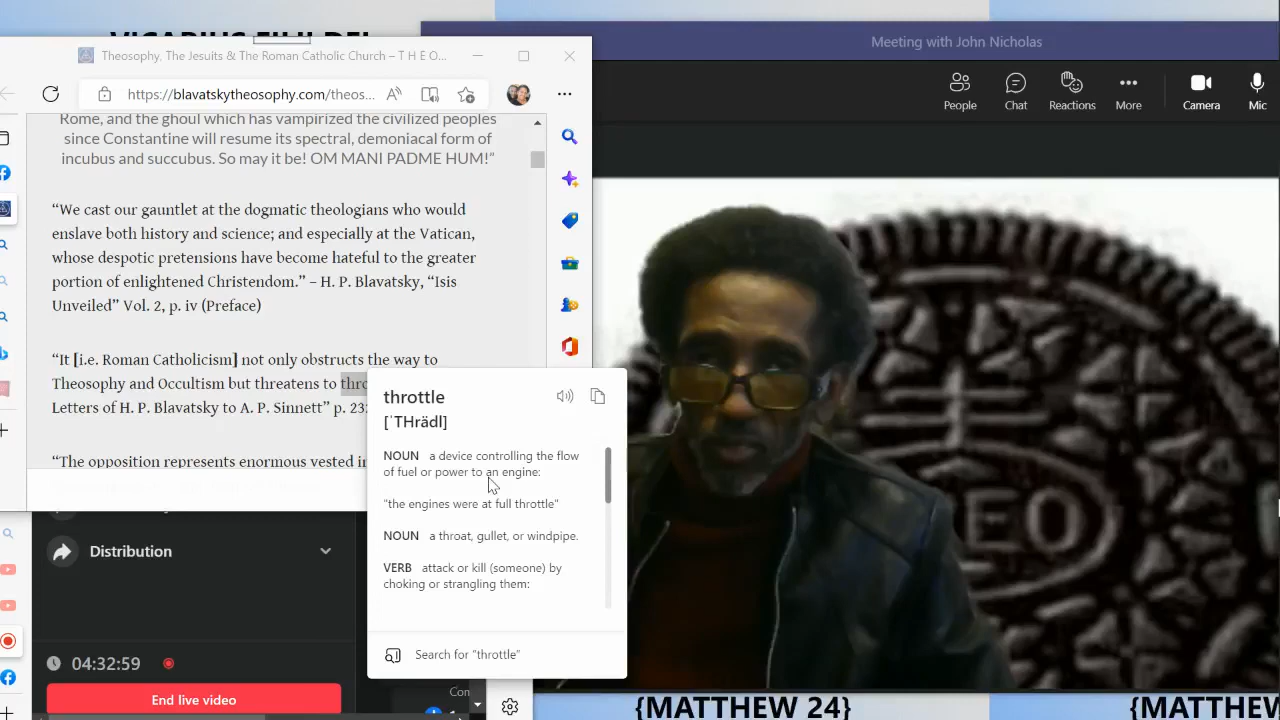 VICARIUS FILII DEI
Meeting with John Nicholas
Theosophy, The Jesuits & The Roman Catholic Church – T H E O...
https://blavatskytheosophy.com/theos...
People
Chat
Reactions
More
Camera
Mic
Rome, and the ghoul which has vampirized the civilized peoples
since Constantine will resume its spectral, demoniacal form of
incubus and succubus. So may it be! OM MANI PADME HUM!”
“We cast our gauntlet at the dogmatic theologians who would
enslave both history and science; and especially at the Vatican,
whose despotic pretensions have become hateful to the greater
portion of enlightened Christendom.” – H. P. Blavatsky, “Isis
Unveiled” Vol. 2, p. iv (Preface)
“It [i.e. Roman Catholicism] not only obstructs the way to
Theosophy and Occultism but threatens to thro
Letters of H. P. Blavatsky to A. P. Sinnett” p. 232
“The opposition represents enormous vested in
throttle
[ˈTHrädl]
NOUN a device controlling the flow
of fuel or power to an engine:
"the engines were at full throttle"
NOUN a throat, gullet, or windpipe.
VERB attack or kill (someone) by
choking or strangling them:
Search for "throttle"
Distribution
04:32:59
End live video
Con
EO
{MATTHEW 24}
{MATTHEW